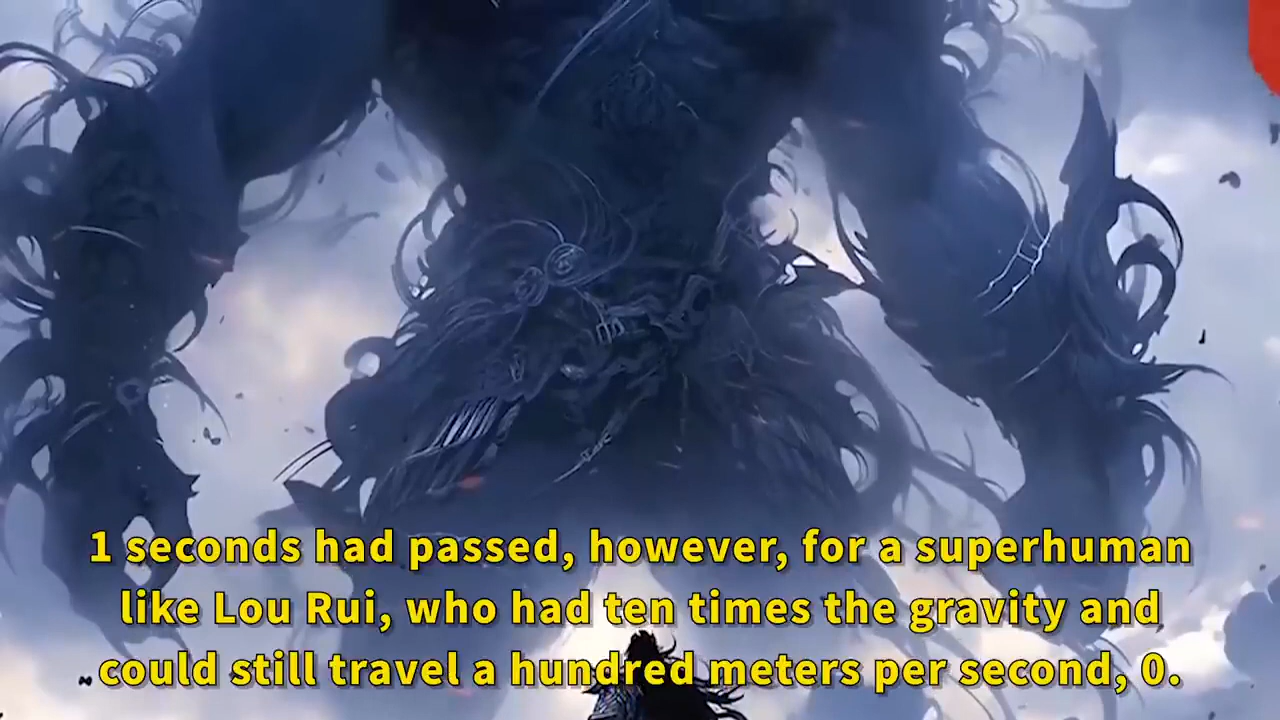 1 seconds had passed, however, for a superhuman
like Lou Rui, who had ten times the gravity and
could still travel a hundred meters per second, 0.